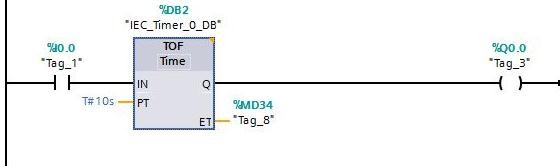 %DB2
"IEC_Timer_0_DB"
%I0.0
"Tag_1"
TOF
Time
%Q0.0
"Tag_3"
IN
Q
T#10s
PT
%MD34
ET
"Tag_8"